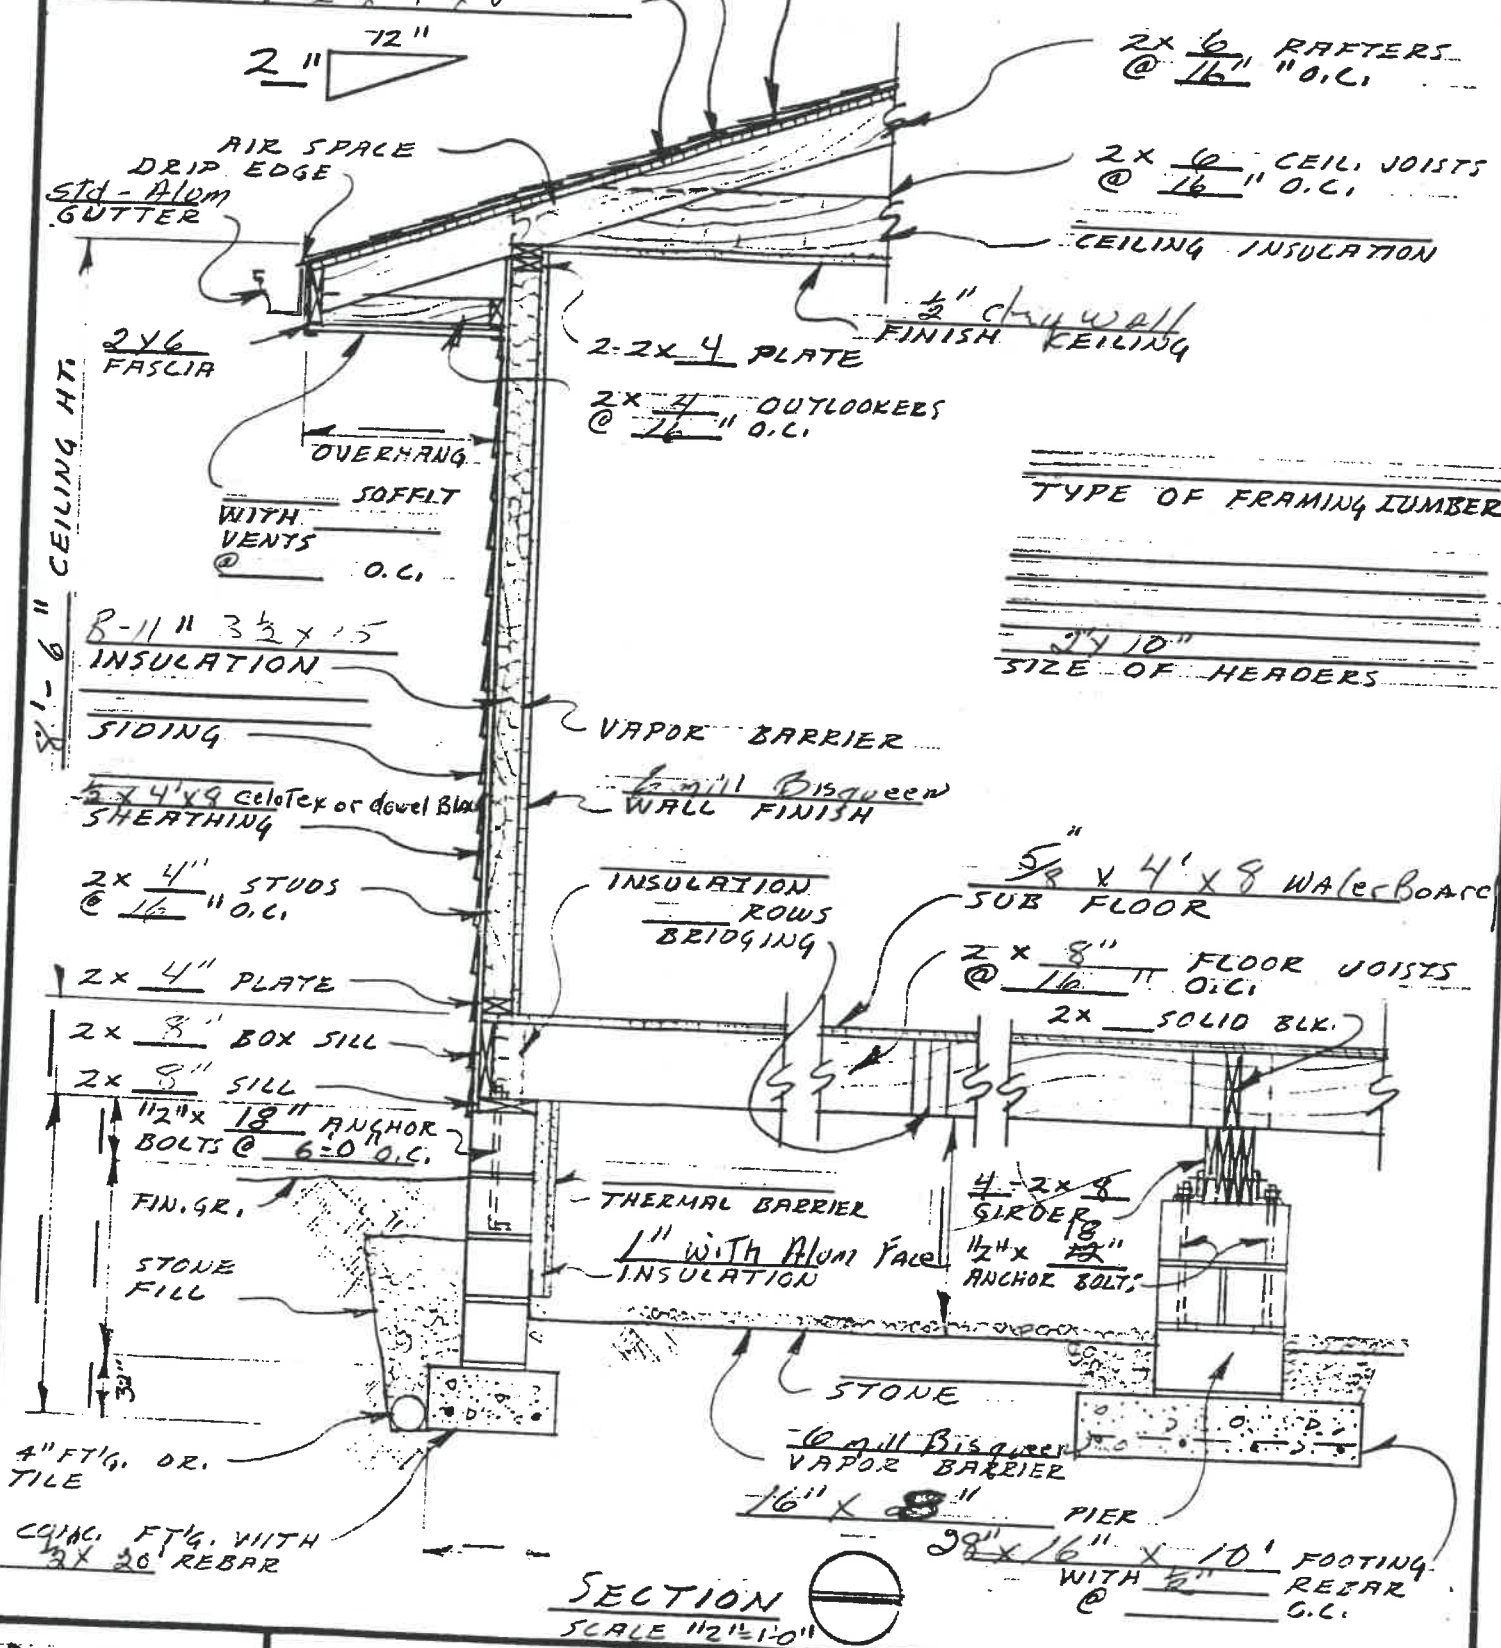 12"
2"
2x 6 RAFTERS
@ 16" "O.C.
AIR SPACE
DRIP EDGE
Std-Alum
GUTTER
2x 6 CEIL. JOISTS
@ 16 " O.C.
CEILING INSULATION
1/2" drywall
FINISH CEILING
2x6
FASCIA
2-2x 4 PLATE
2x 4 OUTLOOKERS
@ 16 " O.C.
8'-6" CEILING HT.
OVERHANG
SOFFIT
WITH
VENTS
@ O.C.
TYPE OF FRAMING LUMBER
2x10"
SIZE OF HEADERS
R-11" 3 1/2 x 15
INSULATION
SIDING
VAPOR BARRIER
1/2 x 4'x8 CeloTex or dowel
SHEATHING
6 mill Bisqueen
WALL FINISH
2x 4" STUDS
@ 16 "O.C.
INSULATION
ROWS
BRIDGING
5/8" x 4' x 8 WaferBoard
SUB FLOOR
2x 4" PLATE
2 x 8" FLOOR JOISTS
@ 16 " O.C.
2x SOLID BLK.
2x 8" BOX SILL
2x 8" SILL
"2"x 18" ANCHOR
BOLTS @ 6'-0" O.C.
FIN. GR.
THERMAL BARRIER
4-2x 8
GIRDER
18
"2"x 12"
ANCHOR BOLTS
1" with Alum Face
INSULATION
STONE
FILL
32"
STONE
6 mill Bisqueen
VAPOR BARRIER
4" FT'G. DR.
TILE
16" x 8" PIER
CONC. FT'G. WITH
1/2 x 20' REBAR
28" x 16" x 10' FOOTING
WITH 1/2" REBAR
@ O.C.
SECTION
SCALE "2"=1'-0"